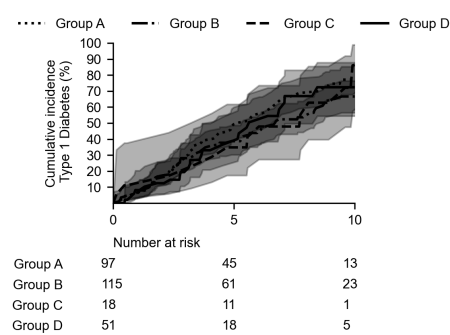 Group A Group B Group C Group D
Cumulative incidence
Type 1 Diabetes (%)
100
90
80
70
60
50
40
30
20
10
0 5 10
Number at risk
Group A 97 45 13
Group B 115 61 23
Group C 18 11 1
Group D 51 18 5